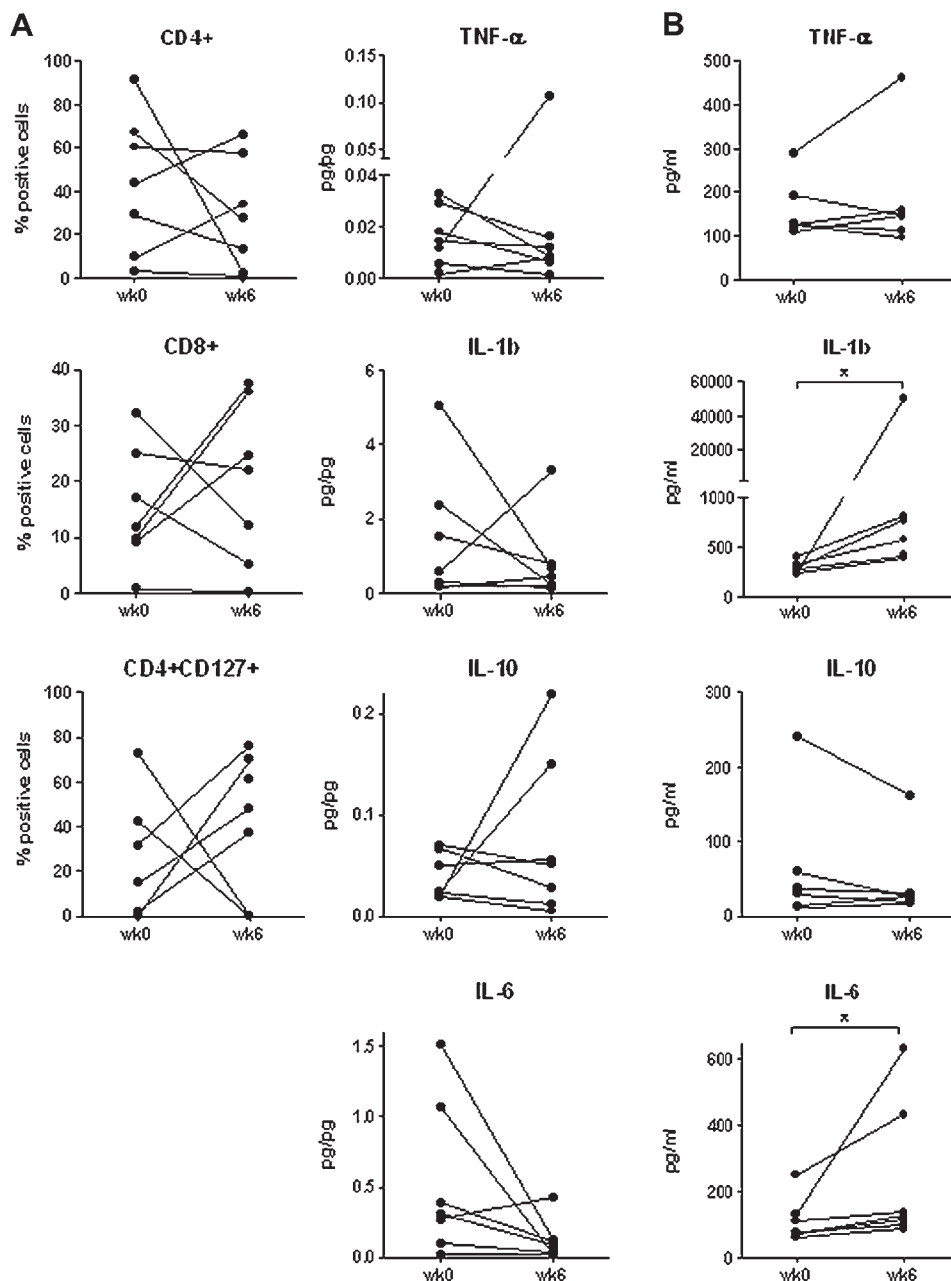 A
B
CD4+
% positive cells
100
80
60
40
20
0
wk0
wk6
TNF-α
pg/pg
0.15
0.10
0.05
0.04
0.02
0.00
wk0
wk6
TNF-α
pg/ml
500
400
300
200
100
0
wk0
wk6
CD8+
% positive cells
40
30
20
10
0
wk0
wk6
IL-1b
pg/pg
6
4
2
0
wk0
wk6
IL-1b
*
pg/ml
60000
40000
20000
1000
500
0
wk0
wk6
CD4+CD127+
% positive cells
100
80
60
40
20
0
wk0
wk6
IL-10
pg/pg
0.2
0.1
0.0
wk0
wk6
IL-10
pg/ml
300
200
100
0
wk0
wk6
IL-6
pg/pg
1.5
1.0
0.5
0.0
wk0
wk6
IL-6
*
pg/ml
600
400
200
0
wk0
wk6